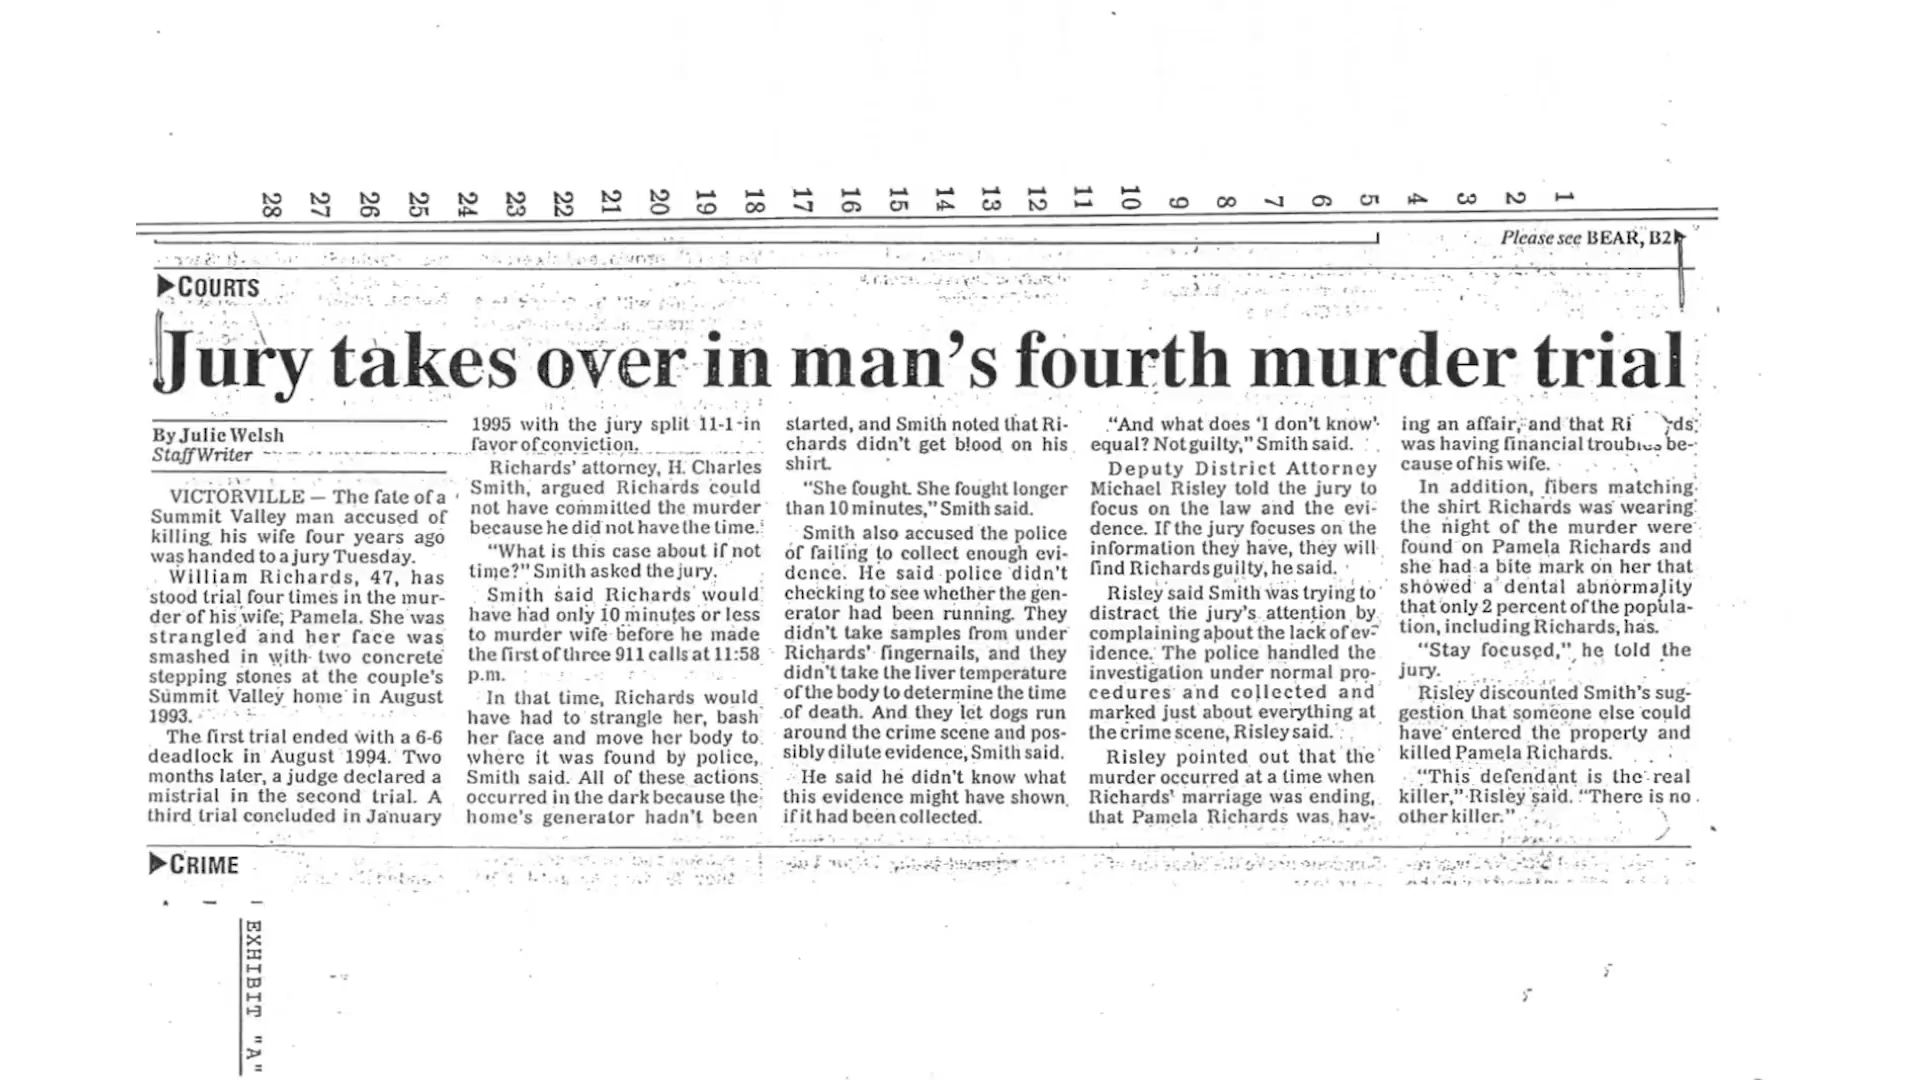 28 27 26 25 24 23 22 21 20 19 18 17 16 15 14 13 12 11 10 9 8 7 6 5 4 3 2 1
Please see BEAR, B2
COURTS
Jury takes over in man's fourth murder trial
By Julie Welsh
Staff Writer
VICTORVILLE — The fate of a
Summit Valley man accused of
killing his wife four years ago
was handed to a jury Tuesday.
William Richards, 47, has
stood trial four times in the mur-
der of his wife, Pamela. She was
strangled and her face was
smashed in with two concrete
stepping stones at the couple's
Summit Valley home in August
1993.
The first trial ended with a 6-6
deadlock in August 1994. Two
months later, a judge declared a
mistrial in the second trial. A
third trial concluded in January
1995 with the jury split 11-1 in
favor of conviction.
Richards' attorney, H. Charles
Smith, argued Richards could
not have committed the murder
because he did not have the time.
"What is this case about if not
time?" Smith asked the jury.
Smith said Richards would
have had only 10 minutes or less
to murder wife before he made
the first of three 911 calls at 11:58
p.m.
In that time, Richards would
have had to strangle her, bash
her face and move her body to
where it was found by police,
Smith said. All of these actions
occurred in the dark because the
home's generator hadn't been
started, and Smith noted that Ri-
chards didn't get blood on his
shirt.
"She fought. She fought longer
than 10 minutes," Smith said.
Smith also accused the police
of failing to collect enough evi-
dence. He said police didn't
checking to see whether the gen-
erator had been running. They
didn't take samples from under
Richards' fingernails, and they
didn't take the liver temperature
of the body to determine the time
of death. And they let dogs run
around the crime scene and pos-
sibly dilute evidence, Smith said.
He said he didn't know what
this evidence might have shown
if it had been collected.
"And what does 'I don't know'
equal? Not guilty," Smith said.
Deputy District Attorney
Michael Risley told the jury to
focus on the law and the evi-
dence. If the jury focuses on the
information they have, they will
find Richards guilty, he said.
Risley said Smith was trying to
distract the jury's attention by
complaining about the lack of ev-
idence. The police handled the
investigation under normal pro-
cedures and collected and
marked just about everything at
the crime scene, Risley said.
Risley pointed out that the
murder occurred at a time when
Richards' marriage was ending,
that Pamela Richards was hav-
ing an affair, and that Ri ds
was having financial troubles be-
cause of his wife.
In addition, fibers matching
the shirt Richards was wearing
the night of the murder were
found on Pamela Richards and
she had a bite mark on her that
showed a dental abnormality
that only 2 percent of the popula-
tion, including Richards, has.
"Stay focused," he told the
jury.
Risley discounted Smith's sug-
gestion that someone else could
have entered the property and
killed Pamela Richards.
"This defendant is the real
killer," Risley said. "There is no
other killer."
CRIME
EXHIBIT "A"